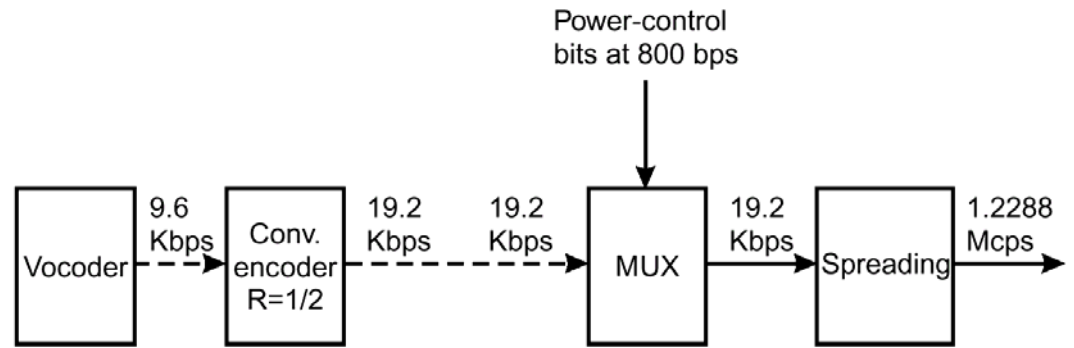 Power-control
bits at 800 bps
9.6
Kbps
19.2
Kbps
19.2
Kbps
19.2
Kbps
1.2288
Mcps
Vocoder
Conv.
encoder
R=1/2
MUX
Spreading